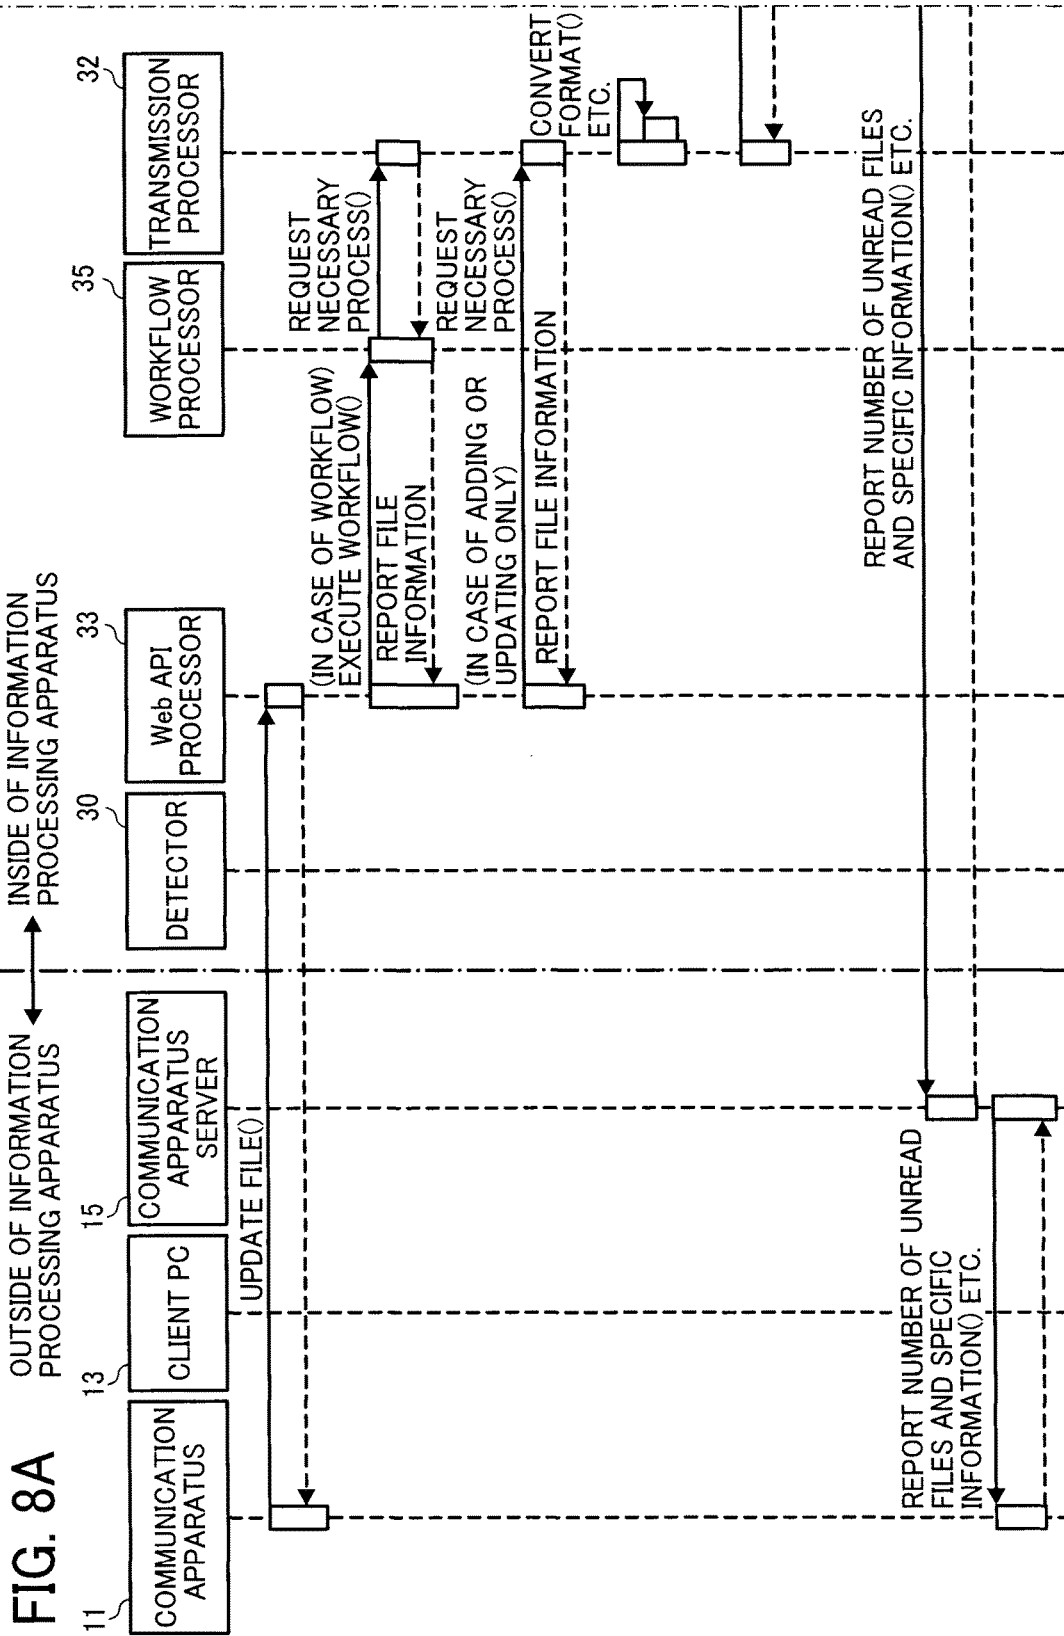 FIG. 8A
OUTSIDE OF INFORMATION
PROCESSING APPARATUS
INSIDE OF INFORMATION
PROCESSING APPARATUS
11
COMMUNICATION
APPARATUS
13
CLIENT PC
15
COMMUNICATION
APPARATUS
SERVER
30
DETECTOR
33
Web API
PROCESSOR
35
WORKFLOW
PROCESSOR
32
TRANSMISSION
PROCESSOR
UPDATE FILE()
(IN CASE OF WORKFLOW)
EXECUTE WORKFLOW()
REQUEST
NECESSARY
PROCESS()
REPORT FILE
INFORMATION
(IN CASE OF ADDING OR
UPDATING ONLY)
REQUEST
NECESSARY
PROCESS()
REPORT FILE INFORMATION
CONVERT
FORMAT()
ETC.
REPORT NUMBER OF UNREAD FILES
AND SPECIFIC INFORMATION() ETC.
REPORT NUMBER OF UNREAD
FILES AND SPECIFIC
INFORMATION() ETC.